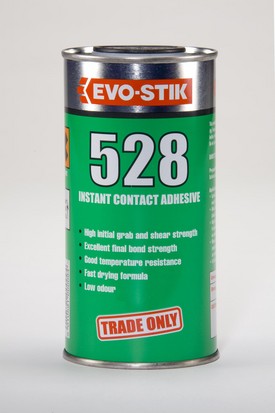 EVO-STIK
528
INSTANT CONTACT ADHESIVE
• High initial grab and shear strength
• Excellent final bond strength
• Good temperature resistance
• Fast drying formula
• Low odour
TRADE ONLY